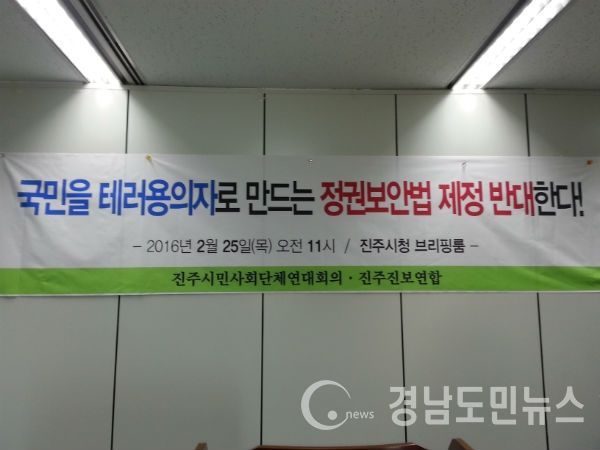 국민을 테러용의자로 만드는 정권보안법 제정 반대한다!
- 2016년 2월 25일(목) 오전 11시 / 진주시청 브리핑룸 -
진주시민사회단체연대회의 · 진주진보연합
C.news 경남도민뉴스